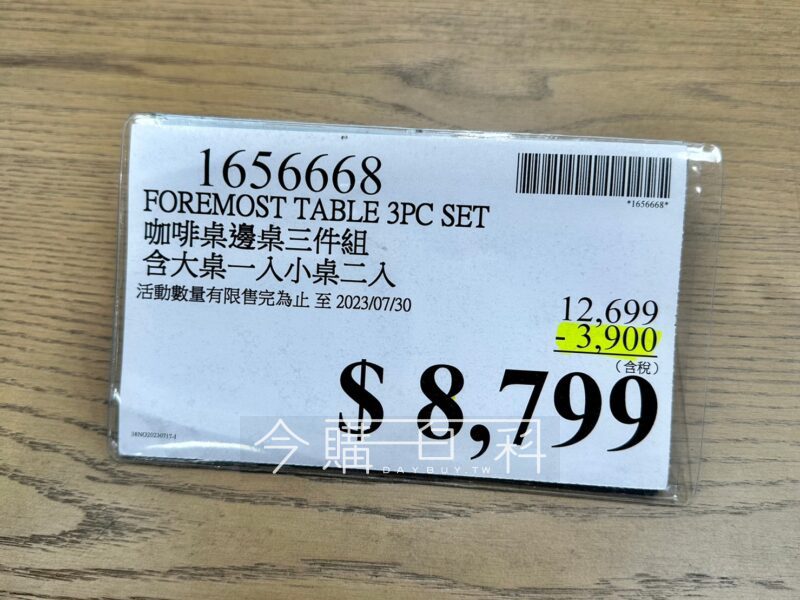 1656668
*1656668*
FOREMOST TABLE 3PC SET
咖啡桌邊桌三件組
含大桌一入小桌二入
活動數量有限售完為止 至 2023/07/30
12,699
- 3,900
(含稅)
$ 8,799
今購百科
DAYBUY.TW